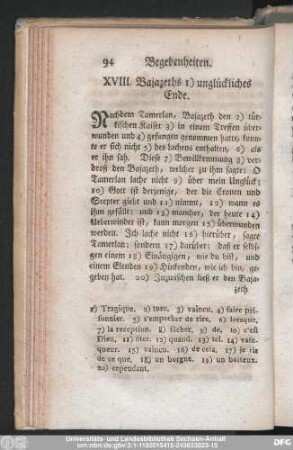 94 Begebenheiten.
XVIII. Bajazeths 1) unglückliches
Ende.
Nachdem Tamerlan, Bajazeth den 2) tür-
kischen Kaiser 3) in einem Treffen über-
wunden und 4) gefangen genommen hatte, konn-
te er sich nicht 5) des lachens enthalten, 6) als
er ihn sah. Diese 7) Bewillkommung 8) ver-
droß den Bajazeth, welcher zu ihm sagte: O
Tamerlan lache nicht 9) über mein Unglück;
10) Gott ist derjenige, der die Cronen und
Scepter giebt und 11) nimmt, 12) wann es
ihm gefällt: und 13) mancher, der heute 14)
Ueberwinder ist, kann morgen 15) überwunden
werden. Ich lache nicht 16) hierüber, sagte
Tamerlan: sondern 17) darüber: daß er selbi-
gen einem 18) Einäugigen, wie du bist, und
einem Elenden 19) Hinkenden, wie ich bin, ge-
geben hat. 20) Inzwischen ließ er den Baja-
zeth
1) Tragique. 2) turc. 3) vaincu. 4) faire pri-
sonnier. 5) s'empecher de rire. 6) lorsque.
7) la reception. 8) fâcher. 9) de. 10) c'est
Dieu. 11) ôter. 12) quand. 13) tel. 14) vain-
queur. 15) vaincu. 16) de cela. 17) je ris
de ce que. 18) un borgne. 19) un boiteux.
20) cependant.
Universitäts- und Landesbibliothek Sachsen-Anhalt
urn:nbn:de:gbv:3:1-1192015415-243633822-15
DFG